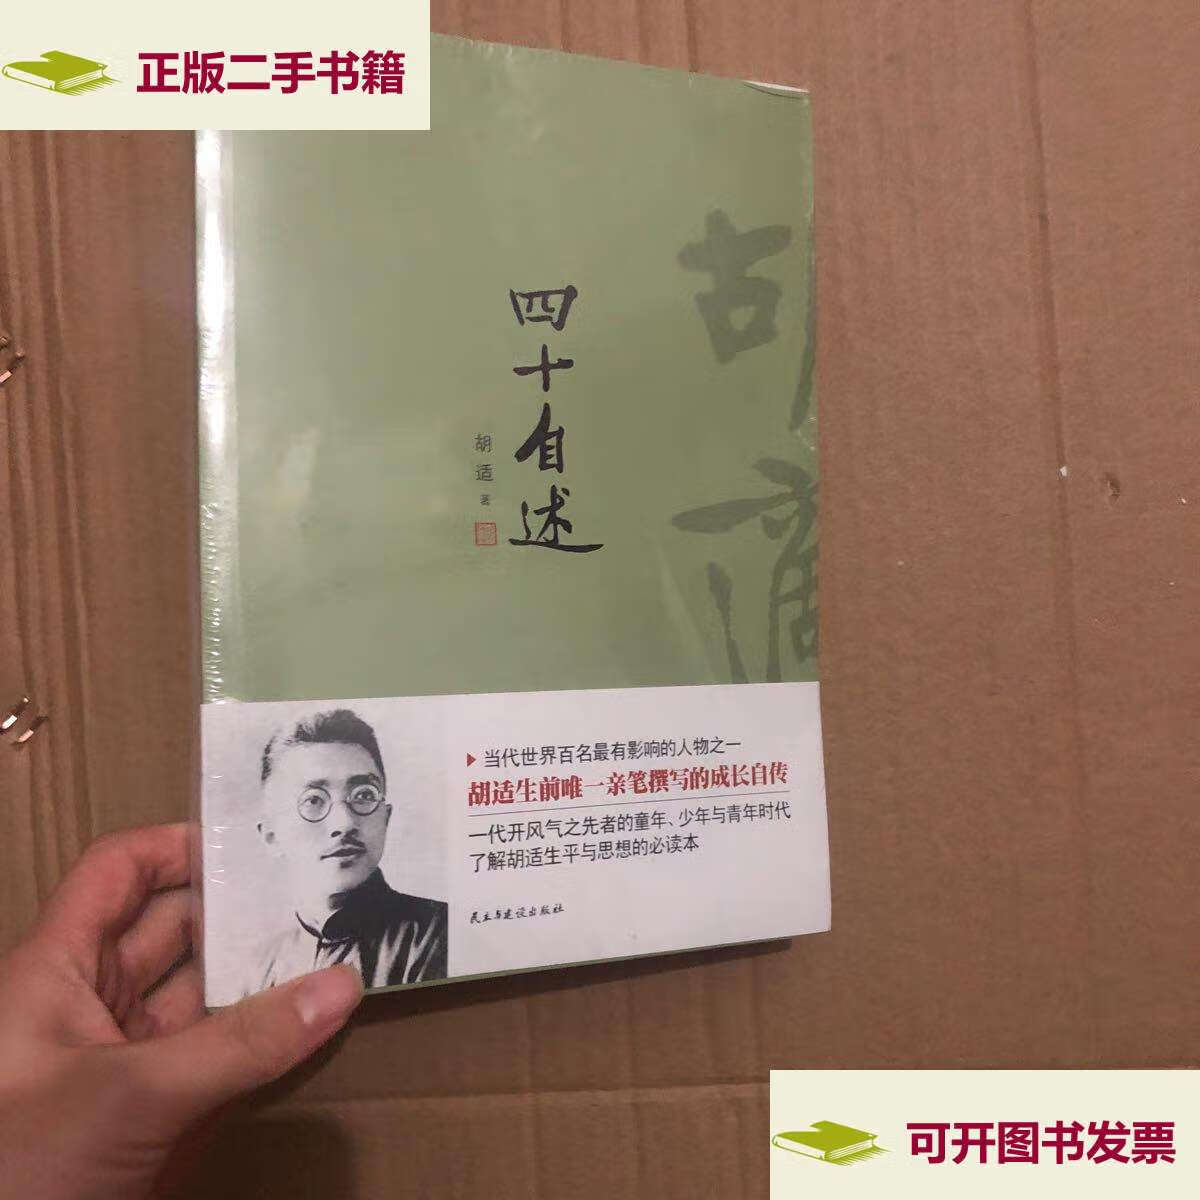 正版二手书籍
四十自述
胡适 著
胡适
当代世界百名最有影响的人物之一
胡适生前唯一亲笔撰写的成长自传
一代开风气之先者的童年、少年与青年时代
了解胡适生平与思想的必读本
民主与建设出版社
可开图书发票